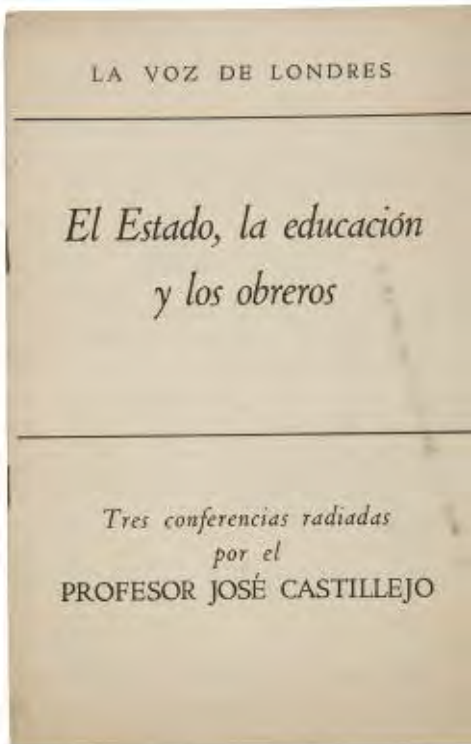 LA VOZ DE LONDRES
El Estado, la educación
y los obreros
Tres conferencias radiadas
por el
PROFESOR JOSÉ CASTILLEJO